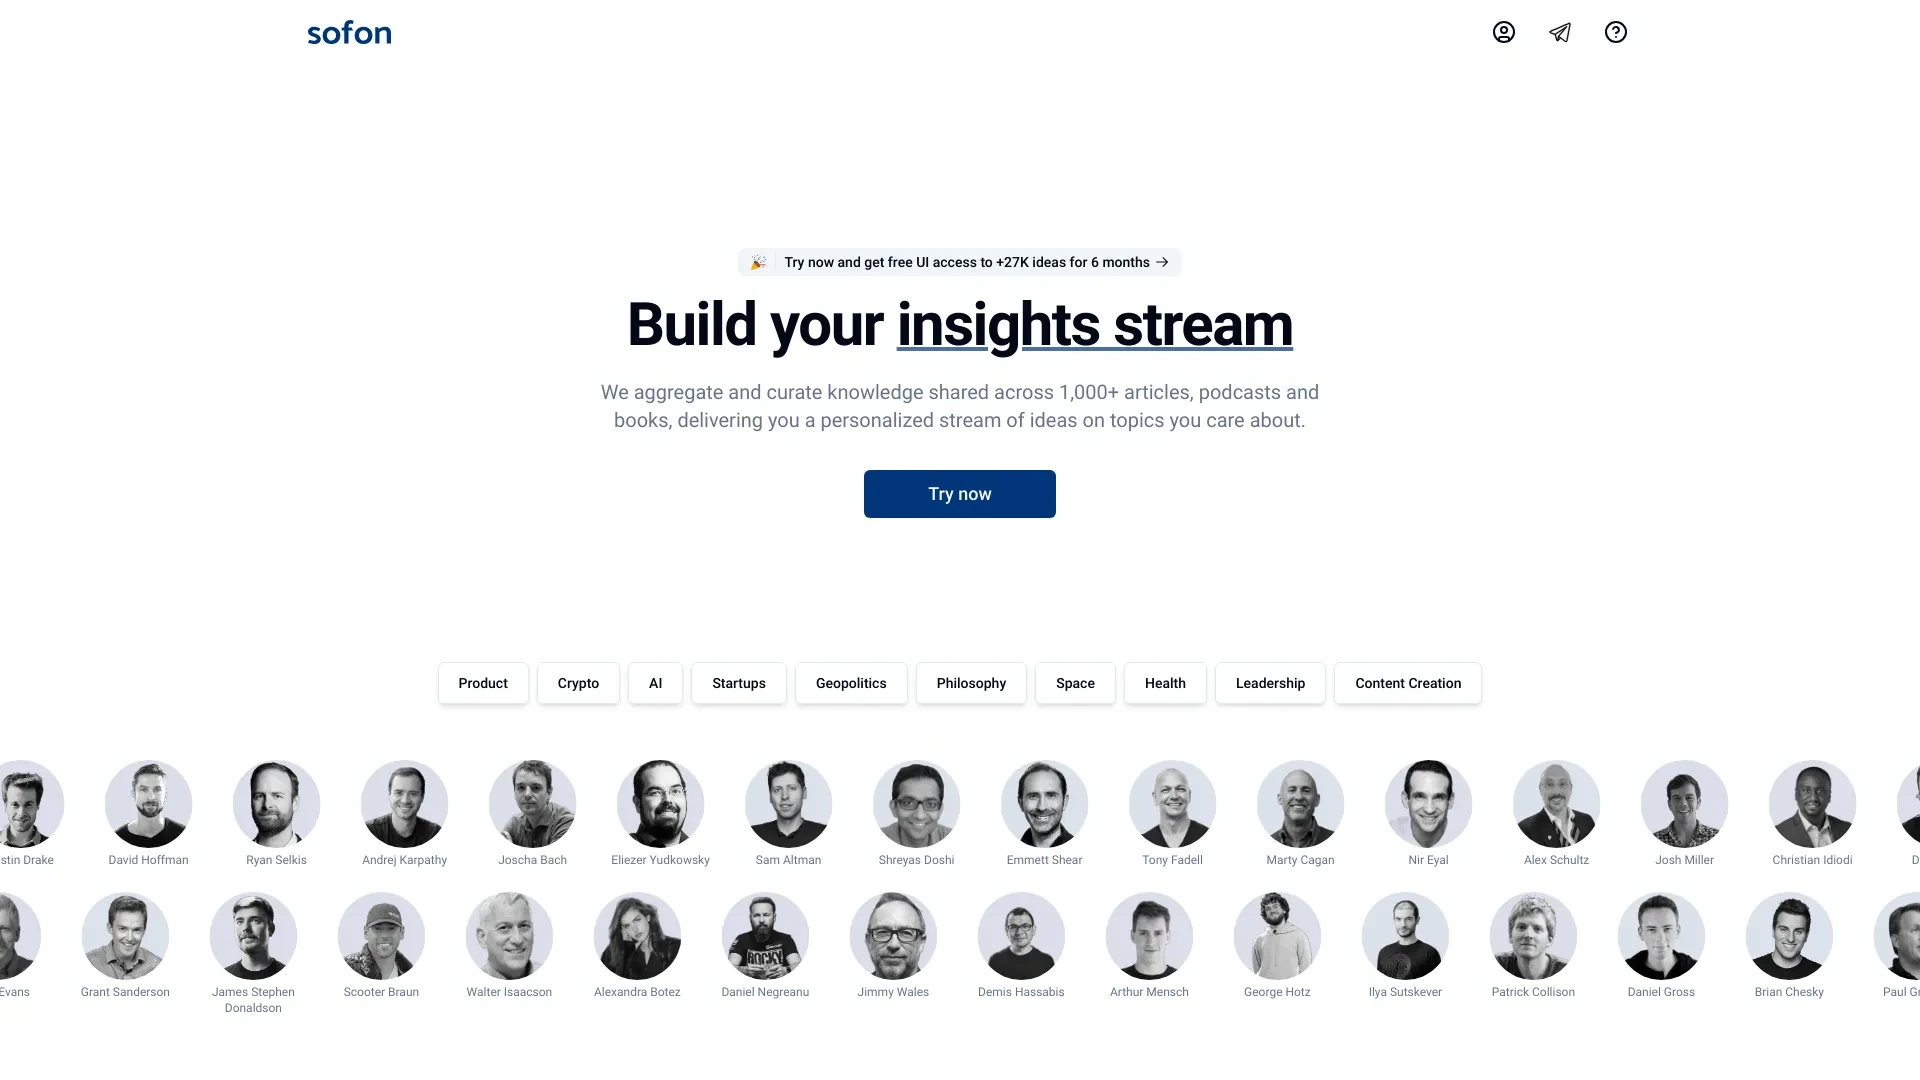 sofon
Try now and get free UI access to +27K ideas for 6 months →
Build your insights stream
We aggregate and curate knowledge shared across 1,000+ articles, podcasts and
books, delivering you a personalized stream of ideas on topics you care about.
Try now
Product Crypto AI Startups Geopolitics Philosophy Space Health Leadership Content Creation
stin Drake David Hoffman Ryan Selkis Andrej Karpathy Joscha Bach Eliezer Yudkowsky Sam Altman Shreyas Doshi Emmett Shear Tony Fadell Marty Cagan Nir Eyal Alex Schultz Josh Miller Christian Idiodi D
ROCKY
Evans Grant Sanderson James Stephen Scooter Braun Walter Isaacson Alexandra Botez Daniel Negreanu Jimmy Wales Demis Hassabis Arthur Mensch George Hotz Ilya Sutskever Patrick Collison Daniel Gross Brian Chesky Paul Gr
Donaldson